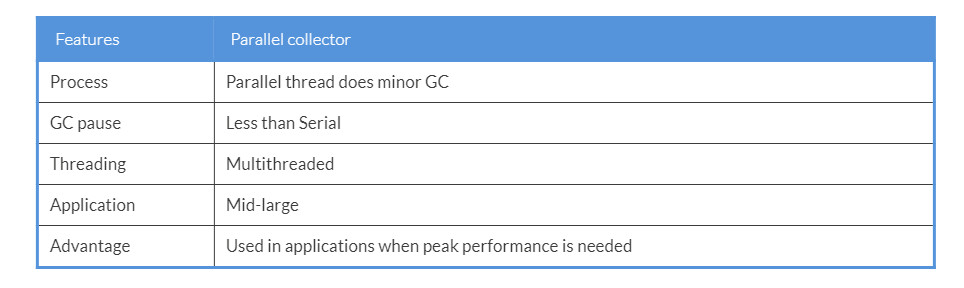 Features Parallel collector
Process Parallel thread does minor GC
GC pause Less than Serial
Threading Multithreaded
Application Mid-large
Advantage Used in applications when peak performance is needed